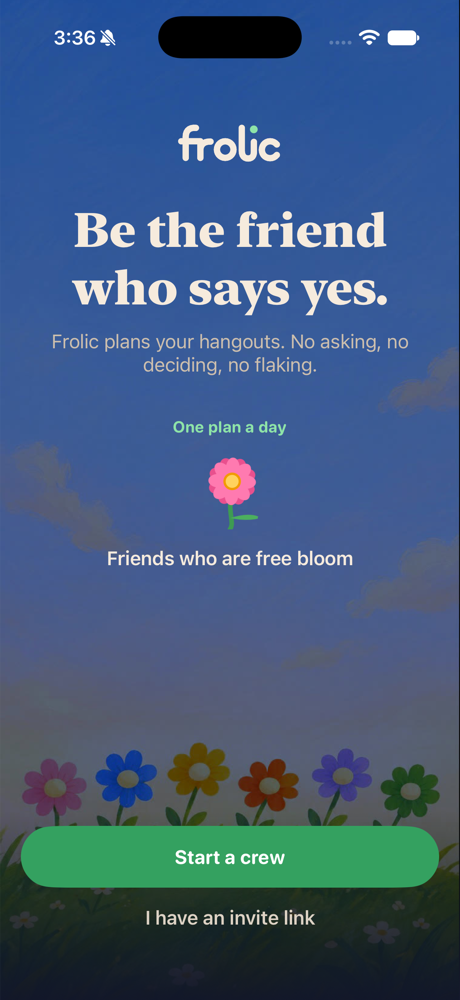 3:36
frolic
Be the friend
who says yes.
Frolic plans your hangouts. No asking, no
deciding, no flaking.
One plan a day
Friends who are free bloom
Start a crew
I have an invite link